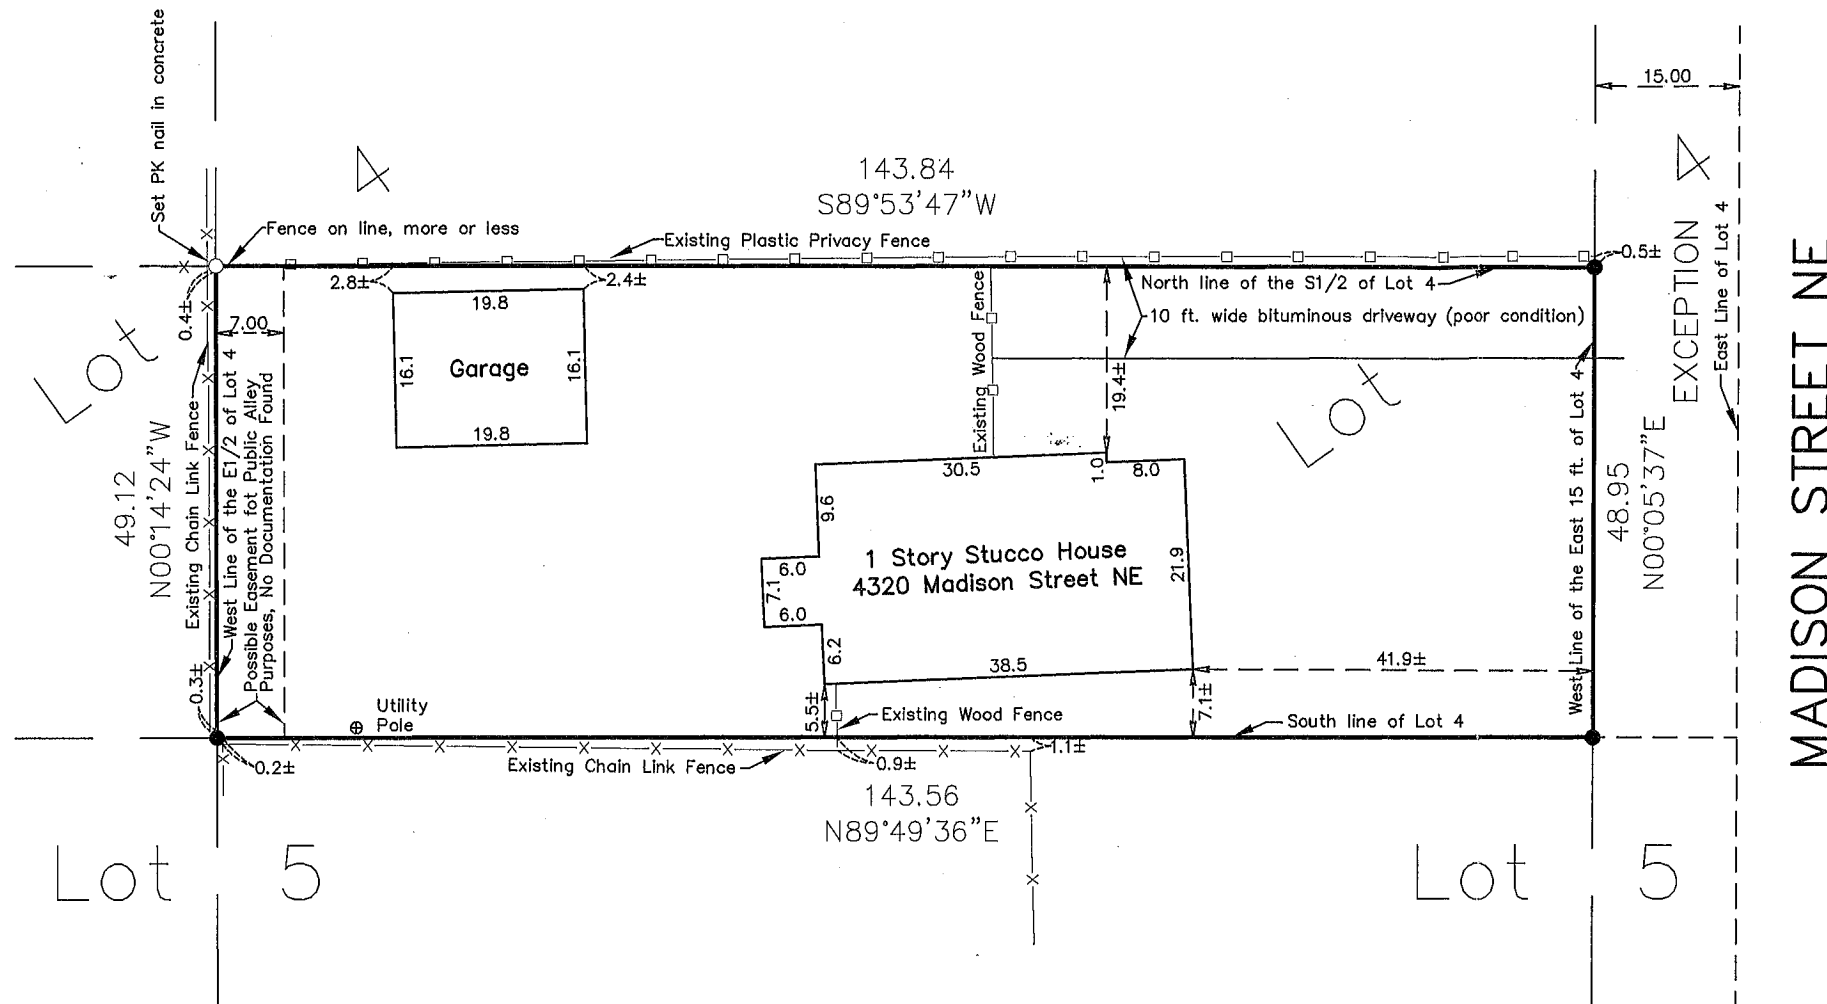 Set PK nail in concrete
15.00
4
4
143.84
S89°53'47"W
Fence on line, more or less
Existing Plastic Privacy Fence
0.5±
2.8±
2.4±
19.8
North line of the S1/2 of Lot 4
10 ft. wide bituminous driveway (poor condition)
0.4±
7.00
Lot
16.1
Garage
16.1
19.8
Existing Wood Fence
19.4±
Lot
EXCEPTION
East Line of Lot 4
MADISON STREET NE
49.12
N00°14'24"W
Existing Chain Link Fence
West Line of the E1/2 of Lot 4
Possible Easement fot Public Alley
Purposes, No Documentation Found
30.5
1.0
8.0
9.6
1 Story Stucco House
4320 Madison Street NE
21.9
6.0
7.1
6.0
6.2
38.5
41.9±
West Line of the East 15 ft. of Lot 4
48.95
N00°05'37"E
0.3±
Utility
Pole
5.5±
Existing Wood Fence
7.1±
South line of Lot 4
0.2±
Existing Chain Link Fence
0.9±
1.1±
143.56
N89°49'36"E
Lot 5
Lot 5